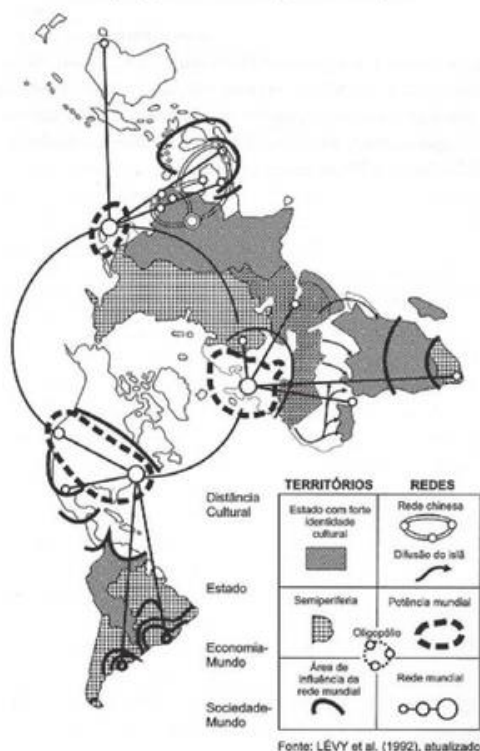 Distância
Cultural
Estado
Economia-
Mundo
Sociedade-
Mundo
TERRITÓRIOS
REDES
Estado com forte
identidade
cultural
Rede chinesa
Difusão do islã
Semiperiferia
Potência mundial
Oligopólio
Área de
influência da
rede mundial
Rede mundial
Fonte: LÉVY et al. (1992), atualizado